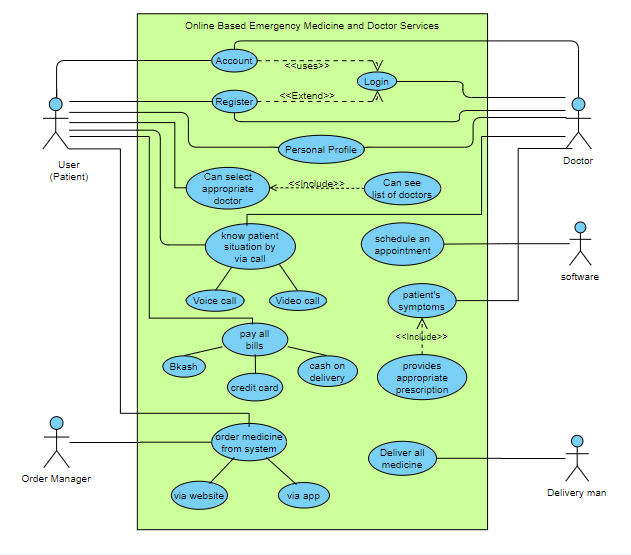 Online Based Emergency Medicine and Doctor Services
Account
<<uses>>
Login
Register
<<Extend>>
User
(Patient)
Doctor
Personal Profile
Can select
appropriate
doctor
<<Include>>
Can see
list of doctors
know patient
situation by
via call
schedule an
appointment
software
Voice call
Video call
patient's
symptoms
pay all
bills
<<Include>>
Bkash
credit card
cash on
delivery
provides
appropriate
prescription
order medicine
from system
Order Manager
Deliver all
medicine
Delivery man
via website
via app